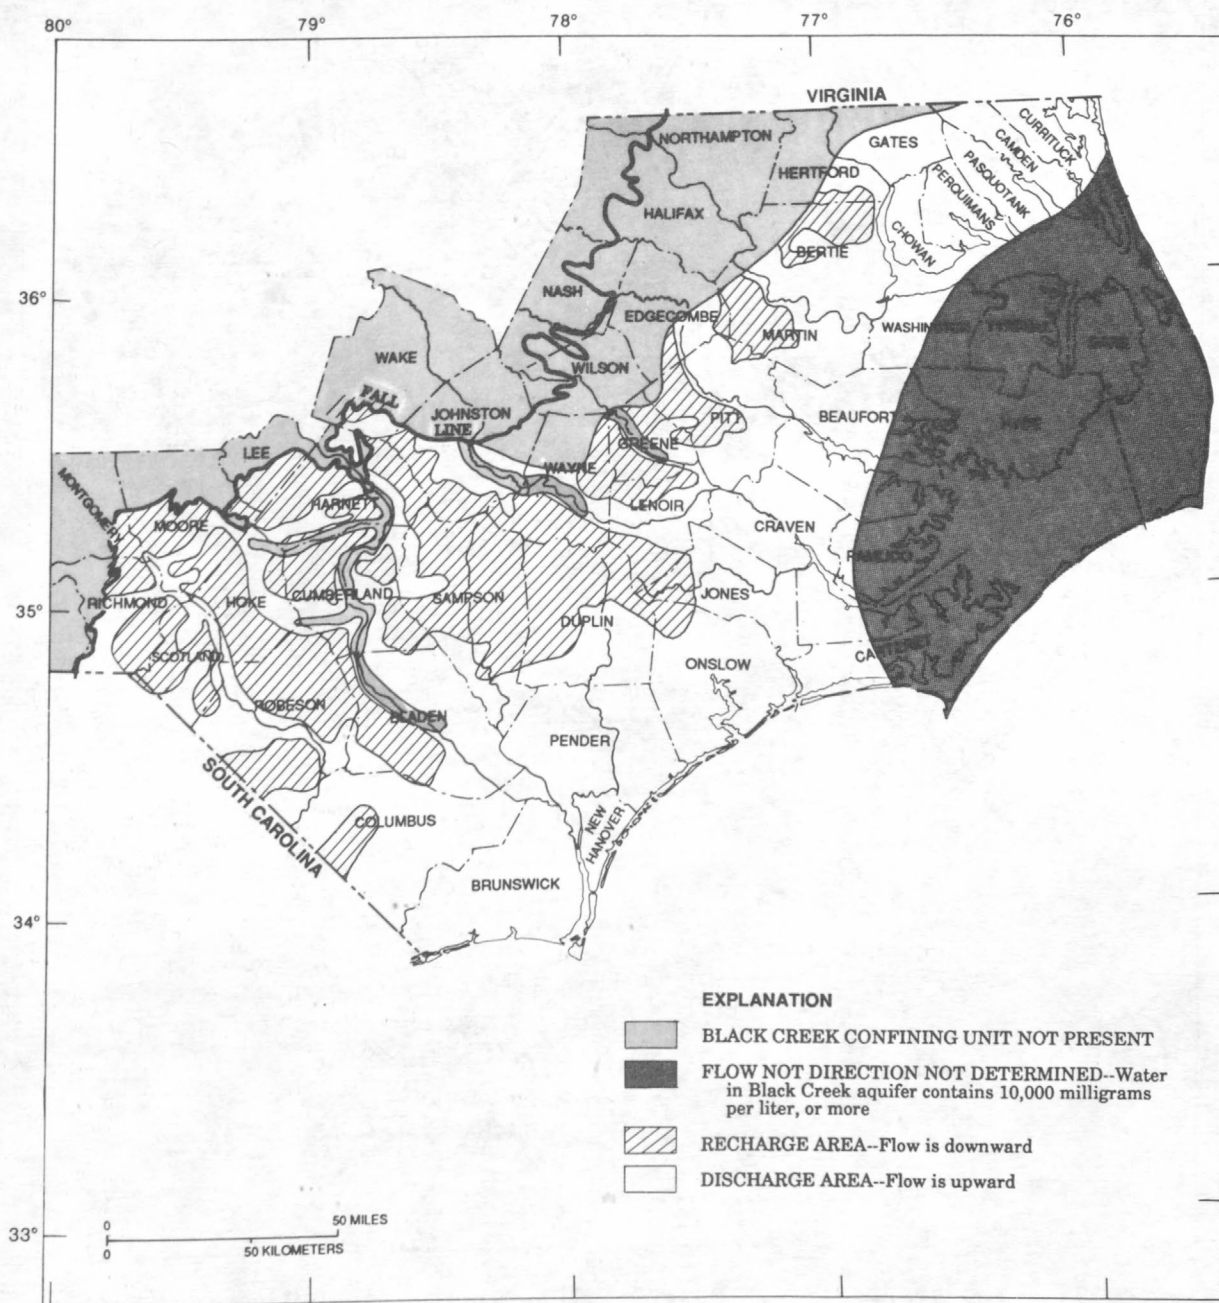 80°
79°
78°
77°
76°
VIRGINIA
NORTHAMPTON
GATES
CURRITUCK
CAMDEN
PASQUOTANK
PERQUIMANS
HERTFORD
HALIFAX
CHOWAN
BERTIE
36°
NASH
EDGECOMBE
MARTIN
WASHINGTON
TYRRELL
DARE
WAKE
WILSON
FALL
LINE
JOHNSTON
PITT
BEAUFORT
HYDE
GREENE
LEE
WAYNE
MONTGOMERY
HARNETT
LENOIR
MOORE
CRAVEN
PAMLICO
35°
RICHMOND
HOKE
CUMBERLAND
SAMPSON
JONES
DUPLIN
SCOTLAND
CARTERET
ONSLOW
ROBESON
BLADEN
PENDER
SOUTH CAROLINA
COLUMBUS
NEW
HANOVER
BRUNSWICK
34°
EXPLANATION
BLACK CREEK CONFINING UNIT NOT PRESENT
FLOW NOT DIRECTION NOT DETERMINED--Water
in Black Creek aquifer contains 10,000 milligrams
per liter, or more
RECHARGE AREA--Flow is downward
DISCHARGE AREA--Flow is upward
33°
0
50 MILES
0
50 KILOMETERS